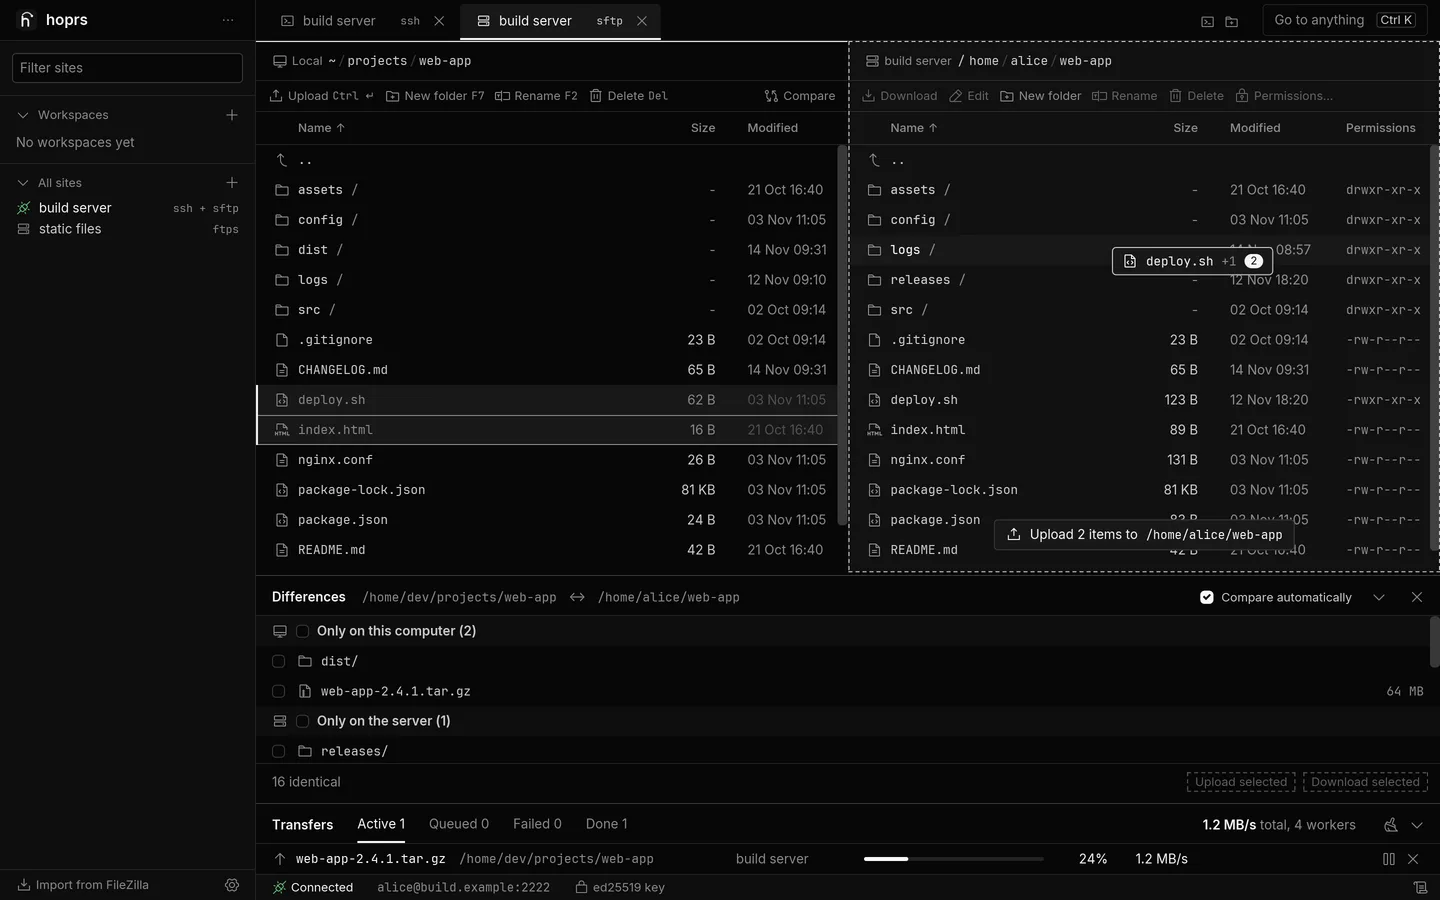 hoprs
build server ssh
build server sftp
Go to anything Ctrl K
Filter sites
Workspaces
No workspaces yet
All sites
build server ssh + sftp
static files ftps
Import from FileZilla
Local ~ / projects / web-app
Upload Ctrl ↵ New folder F7 Rename F2 Delete Del Compare
Name ↑ Size Modified
..
assets / - 21 Oct 16:40
config / - 03 Nov 11:05
dist / - 14 Nov 09:31
logs / - 12 Nov 09:10
src / - 02 Oct 09:14
.gitignore 23 B 02 Oct 09:14
CHANGELOG.md 65 B 14 Nov 09:31
deploy.sh 62 B 03 Nov 11:05
index.html 16 B 21 Oct 16:40
nginx.conf 26 B 03 Nov 11:05
package-lock.json 81 KB 03 Nov 11:05
package.json 24 B 03 Nov 11:05
README.md 42 B 21 Oct 16:40
build server / home / alice / web-app
Download Edit New folder Rename Delete Permissions...
Name ↑ Size Modified Permissions
..
assets / - 21 Oct 16:40 drwxr-xr-x
config / - 03 Nov 11:05 drwxr-xr-x
logs / 08:57 drwxr-xr-x
deploy.sh +1 2
releases / - 12 Nov 18:20 drwxr-xr-x
src / - 02 Oct 09:14 drwxr-xr-x
.gitignore 23 B 02 Oct 09:14 -rw-r--r--
CHANGELOG.md 65 B 14 Nov 09:31 -rw-r--r--
deploy.sh 123 B 12 Nov 18:20 -rwxr-xr-x
index.html 89 B 21 Oct 16:40 -rw-r--r--
nginx.conf 131 B 03 Nov 11:05 -rw-r--r--
package-lock.json 81 KB 03 Nov 11:05 -rw-r--r--
package.json 03 Nov 11:05 -rw-r--r--
Upload 2 items to /home/alice/web-app
README.md 42 B 21 Oct 16:40 -rw-r--r--
Differences /home/dev/projects/web-app ↔ /home/alice/web-app
Compare automatically
Only on this computer (2)
dist/
web-app-2.4.1.tar.gz 64 MB
Only on the server (1)
releases/
16 identical
Upload selected Download selected
Transfers Active 1 Queued 0 Failed 0 Done 1
1.2 MB/s total, 4 workers
web-app-2.4.1.tar.gz /home/dev/projects/web-app build server 24% 1.2 MB/s
Connected alice@build.example:2222 ed25519 key